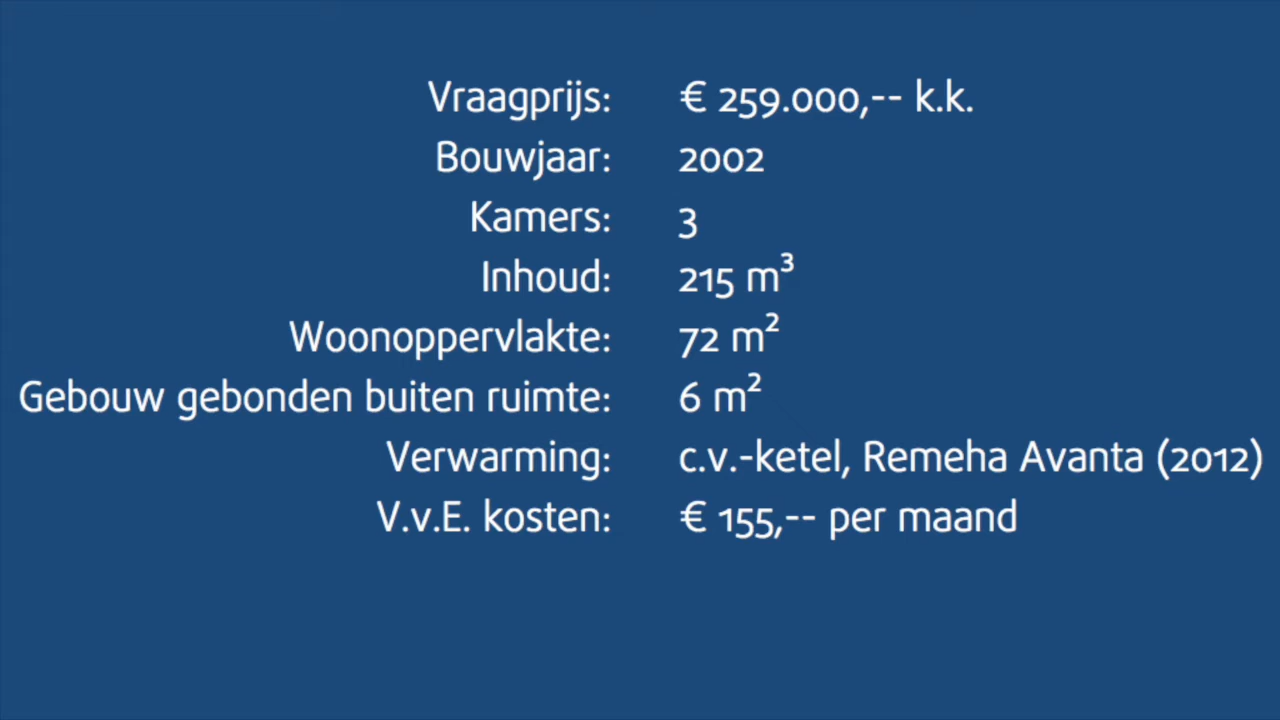 Vraagprijs: € 259.000,-- k.k.
Bouwjaar: 2002
Kamers: 3
Inhoud: 215 m³
Woonoppervlakte: 72 m²
Gebouw gebonden buiten ruimte: 6 m²
Verwarming: c.v.-ketel, Remeha Avanta (2012)
V.v.E. kosten: € 155,-- per maand